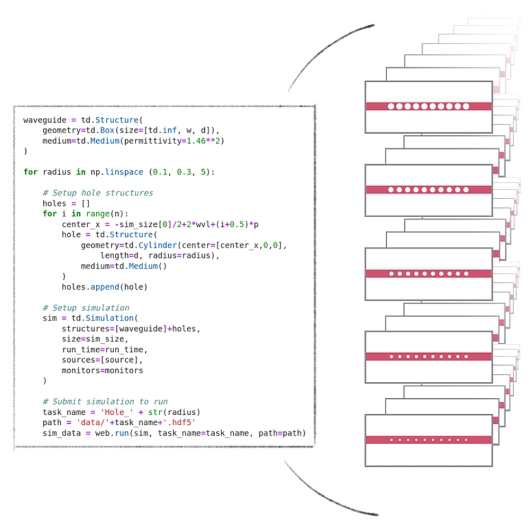 waveguide = td.Structure(
    geometry=td.Box(size=[td.inf, w, d]),
    medium=td.Medium(permittivity=1.46**2)
)
for radius in np.linspace (0.1, 0.3, 5):
    # Setup hole structures
    holes = []
    for i in range(n):
        center_x = -sim_size[0]/2+2*wvl+(i+0.5)*p
        hole = td.Structure(
            geometry=td.Cylinder(center=[center_x,0,0],
                length=d, radius=radius),
            medium=td.Medium()
        )
        holes.append(hole)
    # Setup simulation
    sim = td.Simulation(
        structures=[waveguide]+holes,
        size=sim_size,
        run_time=run_time,
        sources=[source],
        monitors=monitors
    )
    # Submit simulation to run
    task_name = 'Hole_' + str(radius)
    path = 'data/'+task_name+'.hdf5'
    sim_data = web.run(sim, task_name=task_name, path=path)